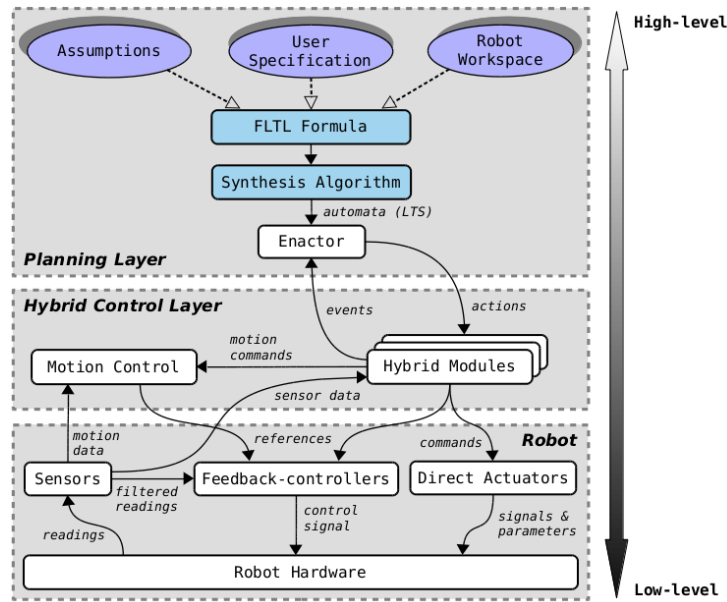 High-level
Assumptions
User
Specification
Robot
Workspace
FLTL Formula
Synthesis Algorithm
automata (LTS)
Enactor
Planning Layer
Hybrid Control Layer
events
actions
motion
commands
Motion Control
Hybrid Modules
sensor data
motion
data
references
commands
Robot
Sensors
Feedback-controllers
Direct Actuators
filtered
readings
control
signal
signals &
parameters
readings
Robot Hardware
Low-level